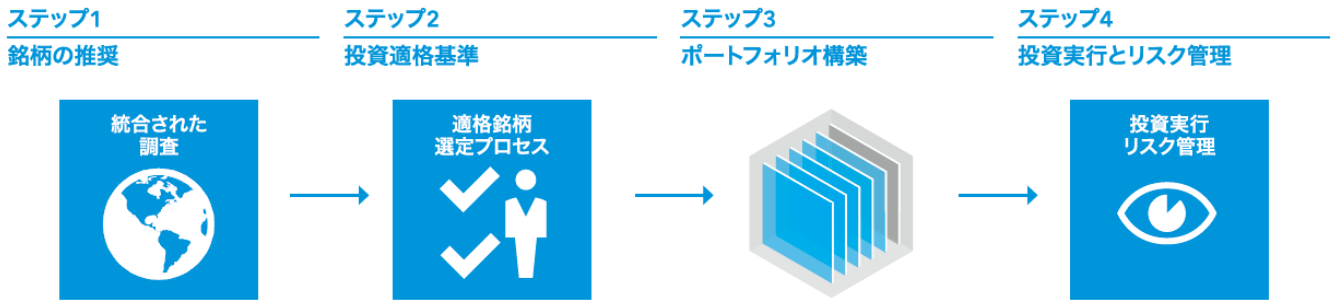 ステップ1
銘柄の推奨
統合された
調査
ステップ2
投資適格基準
適格銘柄
選定プロセス
ステップ3
ポートフォリオ構築
ステップ4
投資実行とリスク管理
投資実行
リスク管理